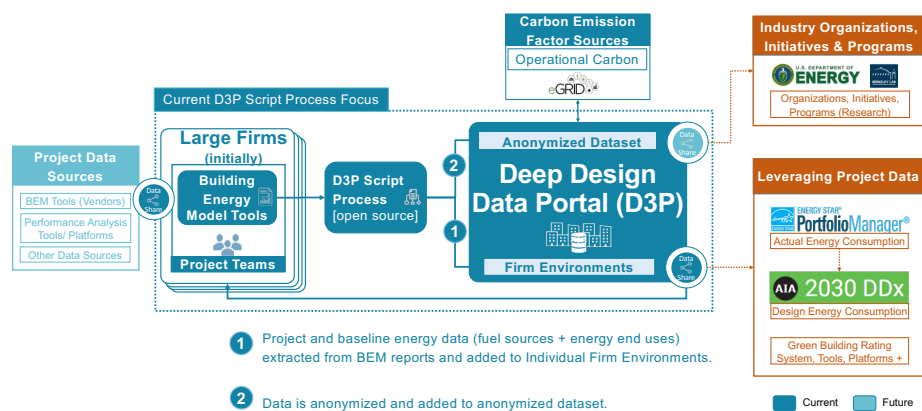 Carbon Emission
Factor Sources
Operational Carbon
eGRID
Industry Organizations,
Initiatives & Programs
U.S. DEPARTMENT OF
ENERGY
BERKELEY LAB
Organizations, Initiatives,
Programs (Research)
Current D3P Script Process Focus
Project Data
Sources
BEM Tools (Vendors)
Performance Analysis
Tools/ Platforms
Other Data Sources
Data
Share
Large Firms
(initially)
Building
Energy
Model Tools
Project Teams
D3P Script
Process
[open source]
2
1
Anonymized Dataset
Deep Design
Data Portal (D3P)
Firm Environments
Data
Share
Data
Share
Leveraging Project Data
ENERGY STAR®
PortfolioManager®
Actual Energy Consumption
AIA 2030 DDx
Design Energy Consumption
Green Building Rating
System, Tools, Platforms +
1 Project and baseline energy data (fuel sources + energy end uses)
extracted from BEM reports and added to Individual Firm Environments.
2 Data is anonymized and added to anonymized dataset.
Current
Future